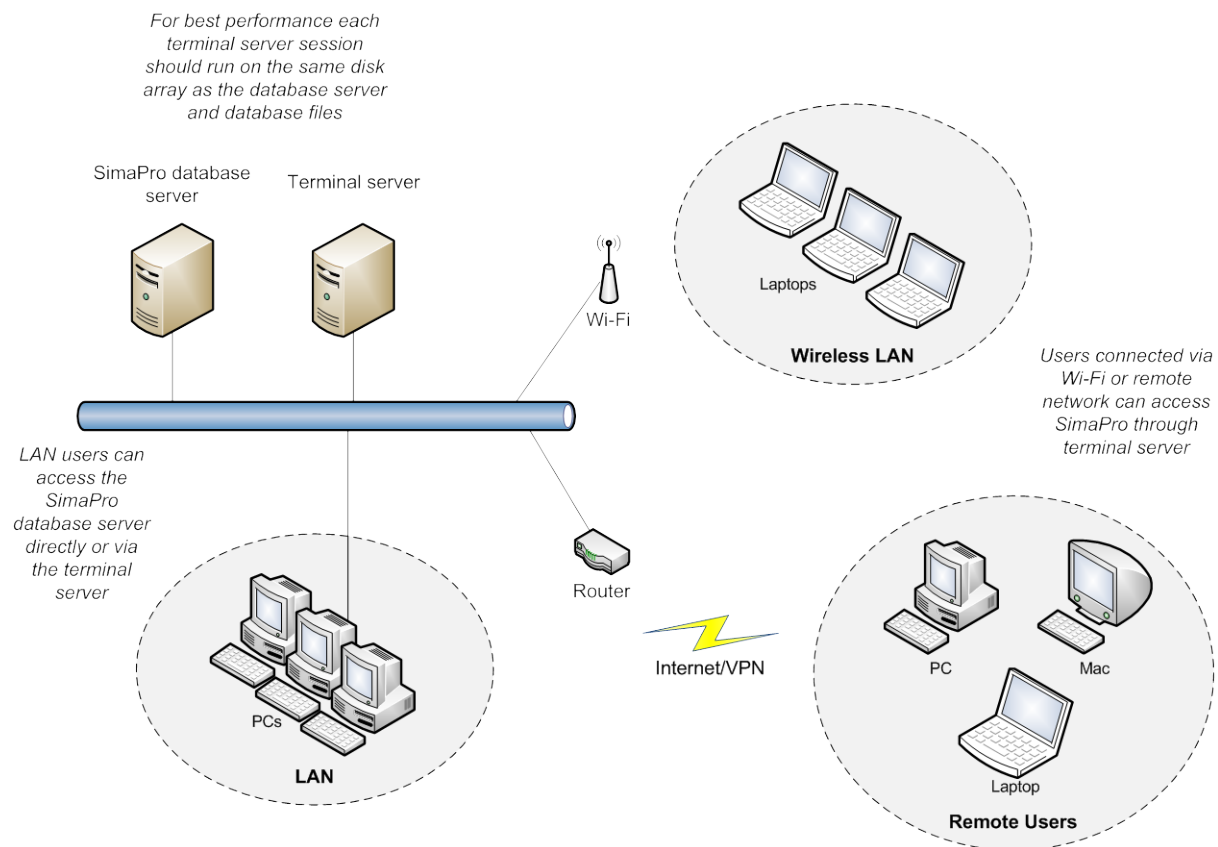 For best performance each
terminal server session
should run on the same disk
array as the database server
and database files
SimaPro database
server
Terminal server
Wi-Fi
Laptops
Wireless LAN
Users connected via
Wi-Fi or remote
network can access
SimaPro through
terminal server
LAN users can
access the
SimaPro
database server
directly or via
the terminal
server
Router
Internet/VPN
PCs
LAN
PC
Mac
Laptop
Remote Users